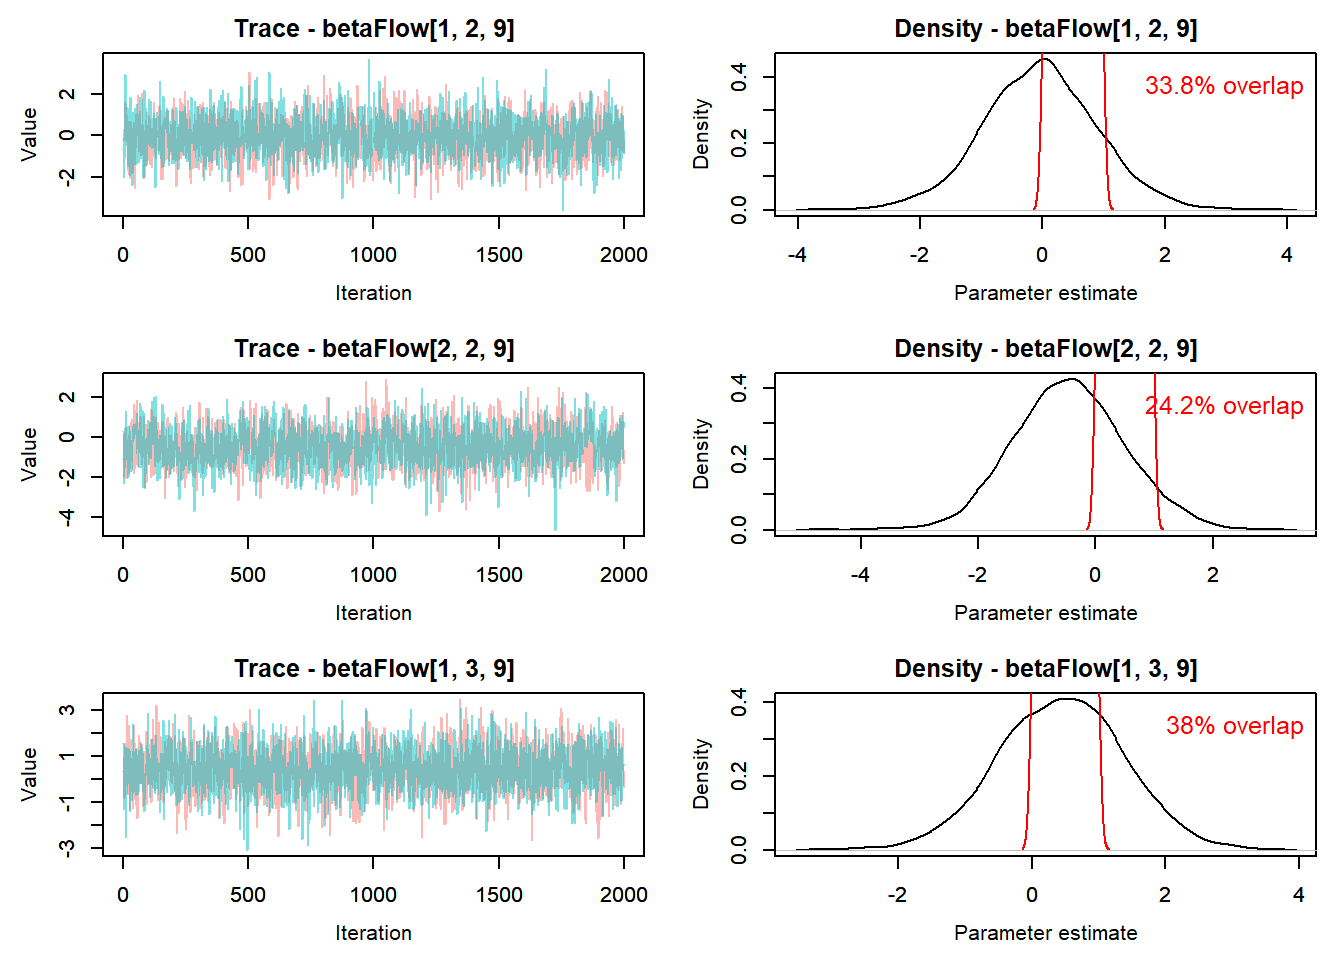 Trace - betaFlow[1, 2, 9]
Value
2
0
-2
0 500 1000 1500 2000
Iteration
Density - betaFlow[1, 2, 9]
33.8% overlap
Density
0.4
0.2
0.0
-4 -2 0 2 4
Parameter estimate
Trace - betaFlow[2, 2, 9]
Value
2
0
-2
-4
0 500 1000 1500 2000
Iteration
Density - betaFlow[2, 2, 9]
24.2% overlap
Density
0.4
0.2
0.0
-4 -2 0 2
Parameter estimate
Trace - betaFlow[1, 3, 9]
Value
3
1
-1
-3
0 500 1000 1500 2000
Iteration
Density - betaFlow[1, 3, 9]
38% overlap
Density
0.4
0.2
0.0
-2 0 2 4
Parameter estimate